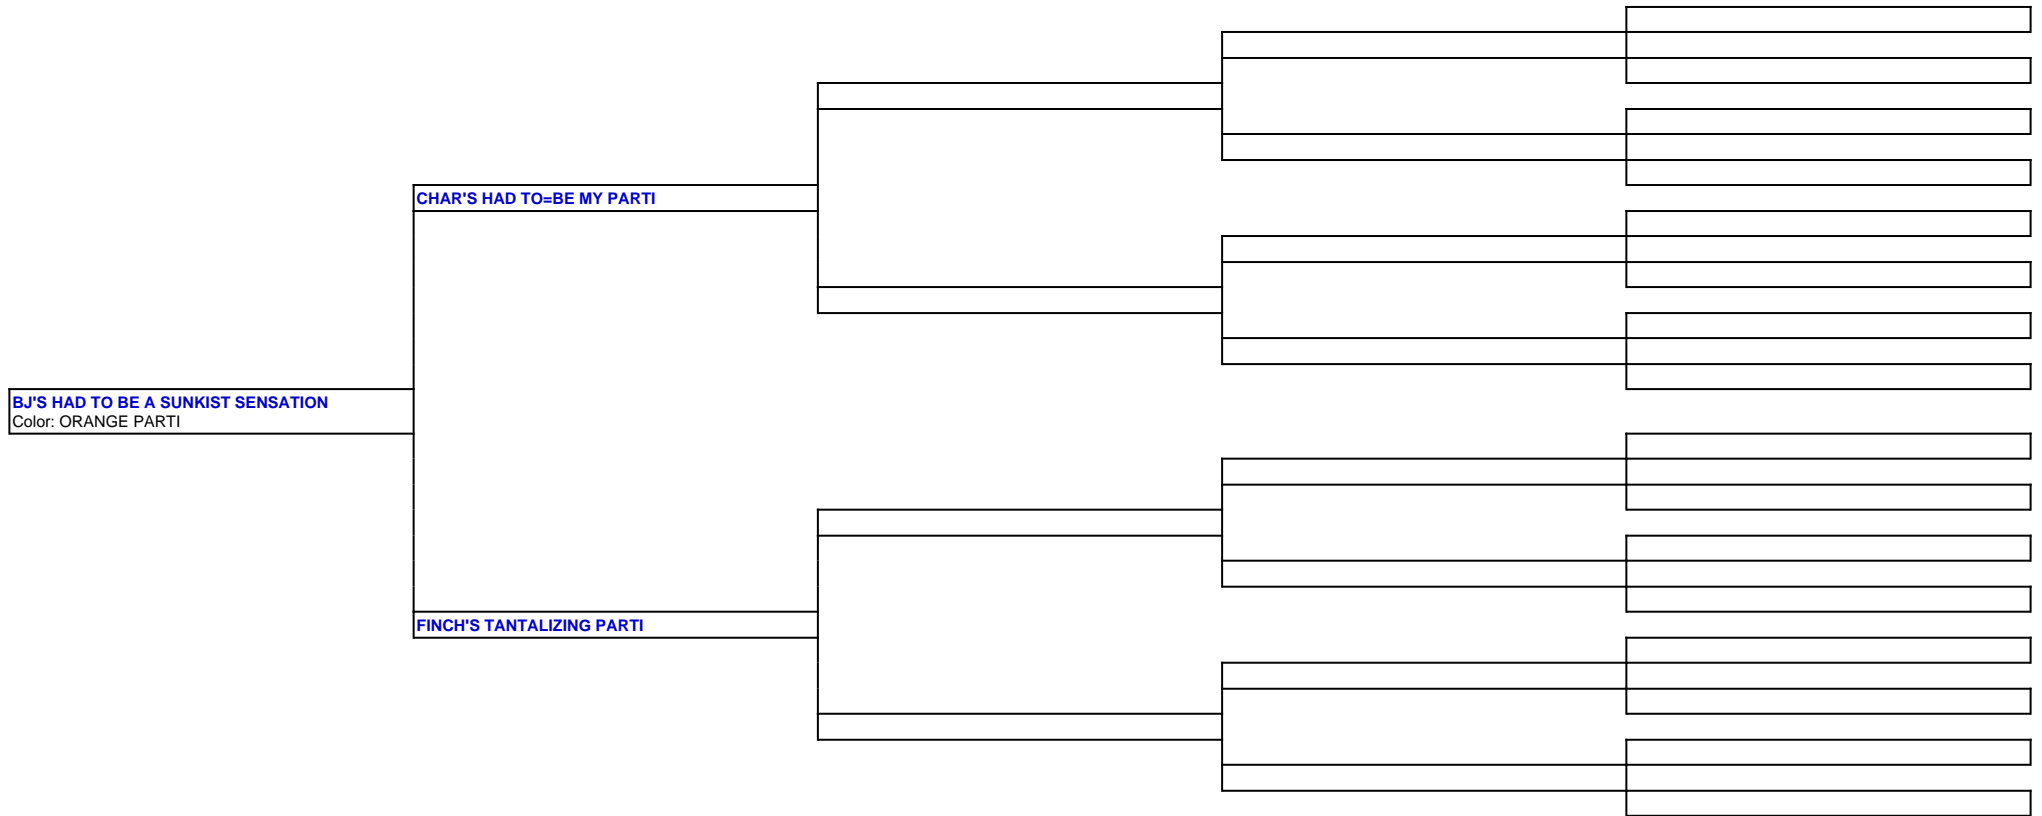 CHAR'S HAD TO=BE MY PARTI
BJ'S HAD TO BE A SUNKIST SENSATION
Color: ORANGE PARTI
FINCH'S TANTALIZING PARTI